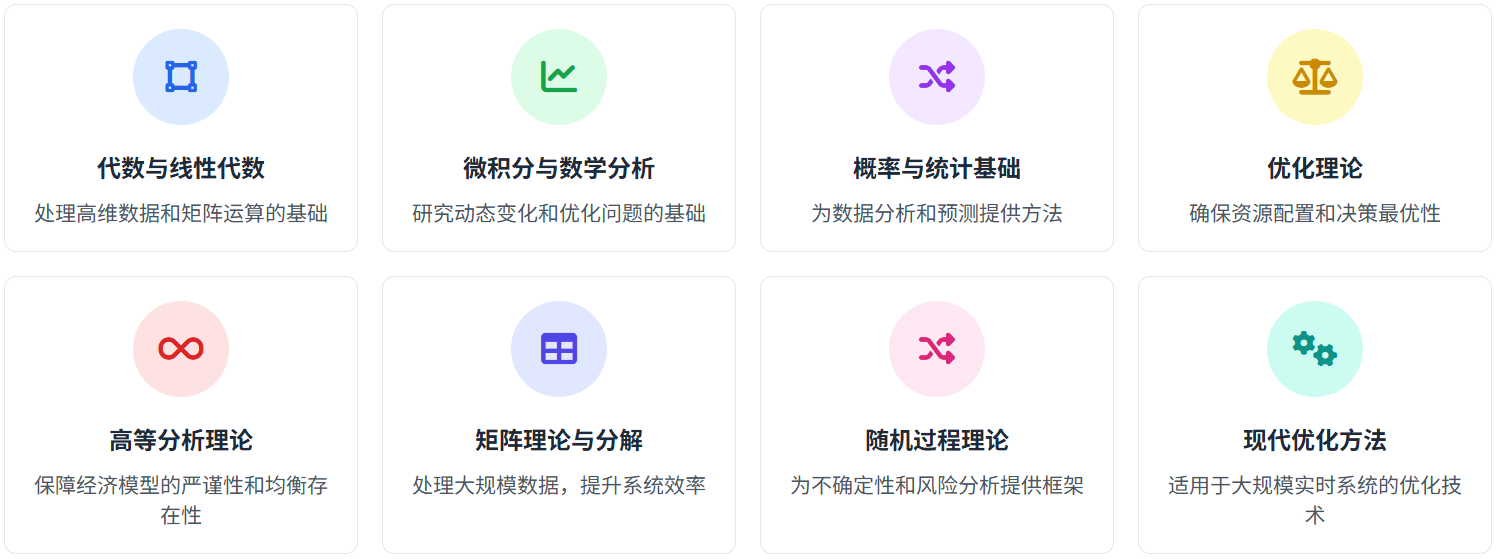 代数与线性代数
处理高维数据和矩阵运算的基础
微积分与数学分析
研究动态变化和优化问题的基础
概率与统计基础
为数据分析和预测提供方法
优化理论
确保资源配置和决策最优性
高等分析理论
保障经济模型的严谨性和均衡存
在性
矩阵理论与分解
处理大规模数据，提升系统效率
随机过程理论
为不确定性和风险分析提供框架
现代优化方法
适用于大规模实时系统的优化技
术